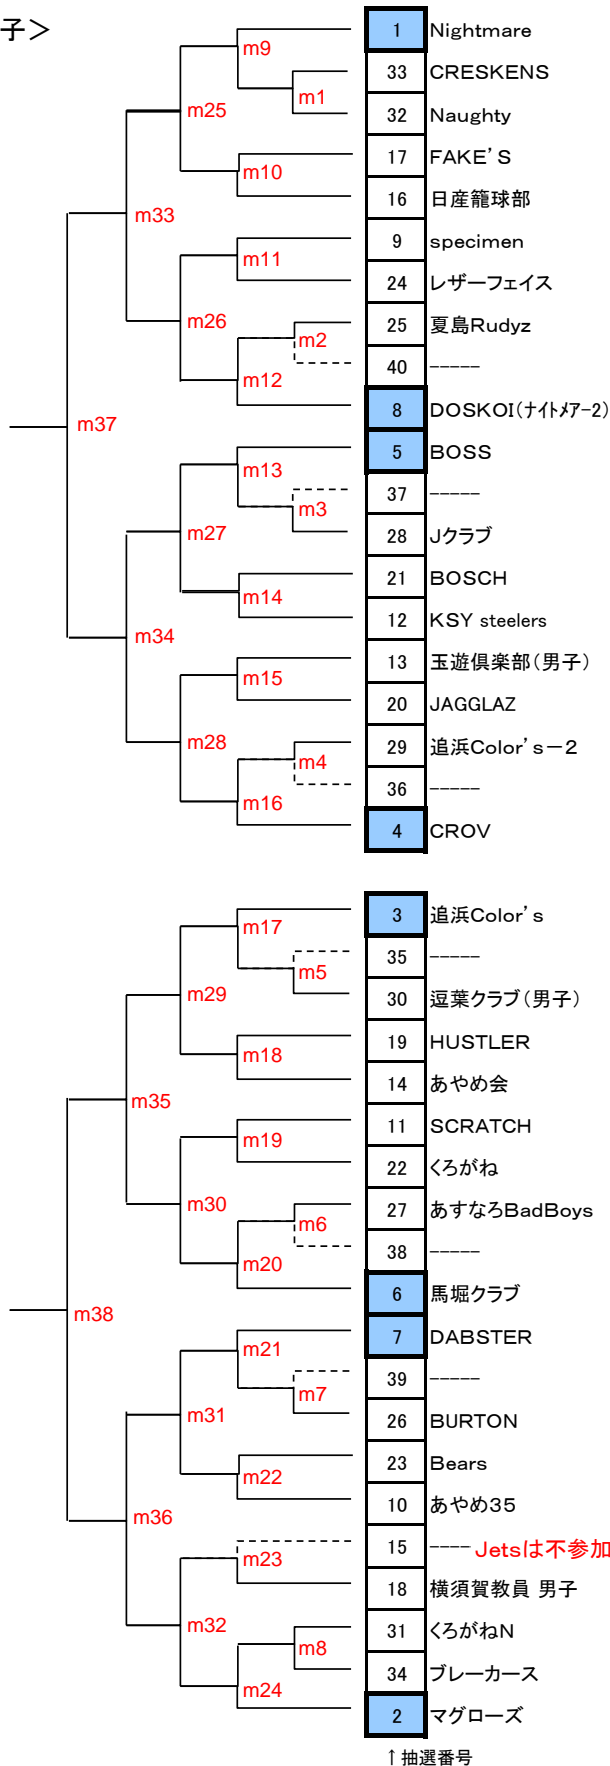 子＞
1 Nightmare
m9
33 CRESKENS
m1
m25
32 Naughty
17 FAKE'S
m10
16 日産籠球部
m33
9 specimen
m11
24 レザーフェイス
m26
25 夏島Rudyz
m2
40 -----
m12
8 DOSKOI(ナイトメアー2)
m37
5 BOSS
m13
37 -----
m3
m27
28 Jクラブ
21 BOSCH
m14
12 KSY steelers
m34
13 玉遊倶楽部(男子)
m15
20 JAGGLAZ
m28
29 追浜Color's－2
m4
36 -----
m16
4 CROV
3 追浜Color's
m17
35 -----
m5
m29
30 逗葉クラブ(男子)
19 HUSTLER
m18
14 あやめ会
m35
11 SCRATCH
m19
22 くろがね
m30
27 あすなろBadBoys
m6
38 -----
m20
6 馬堀クラブ
m38
7 DABSTER
m21
39 -----
m7
m31
26 BURTON
23 Bears
m22
10 あやめ35
m36
15 ---- Jetsは不参加
m23
18 横須賀教員 男子
m32
31 くろがねN
m8
34 ブレーカース
m24
2 マグローズ
↑抽選番号